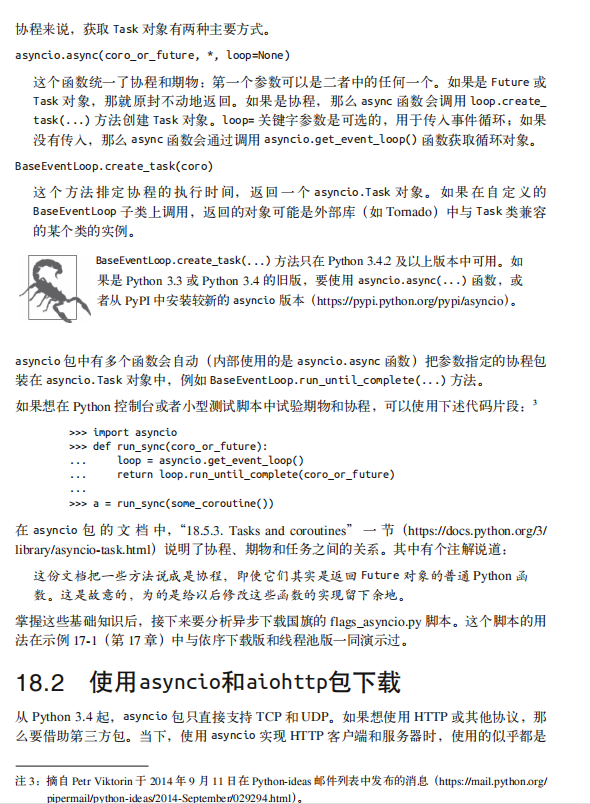 协程来说，获取 Task 对象有两种主要方式。
asyncio.async(coro_or_future, *, loop=None)
这个函数统一了协程和期物：第一个参数可以是二者中的任何一个。如果是 Future 或
Task 对象，那就原封不动地返回。如果是协程，那么 async 函数会调用 loop.create_
task(...) 方法创建 Task 对象。loop= 关键字参数是可选的，用于传入事件循环；如果
没有传入，那么 async 函数会通过调用 asyncio.get_event_loop() 函数获取循环对象。
BaseEventLoop.create_task(coro)
这个方法排定协程的执行时间，返回一个 asyncio.Task 对象。如果在自定义的
BaseEventLoop 子类上调用，返回的对象可能是外部库（如 Tornado）中与 Task 类兼容
的某个类的实例。
BaseEventLoop.create_task(...) 方法只在 Python 3.4.2 及以上版本中可用。如
果是 Python 3.3 或 Python 3.4 的旧版，要使用 asyncio.async(...) 函数，或
者从 PyPI 中安装较新的 asyncio 版本（https://pypi.python.org/pypi/asyncio）。
asyncio 包中有多个函数会自动（内部使用的是 asyncio.async 函数）把参数指定的协程包
装在 asyncio.Task 对象中，例如 BaseEventLoop.run_until_complete(...) 方法。
如果想在 Python 控制台或者小型测试脚本中试验期物和协程，可以使用下述代码片段：3
>>> import asyncio
>>> def run_sync(coro_or_future):
...     loop = asyncio.get_event_loop()
...     return loop.run_until_complete(coro_or_future)
...
>>> a = run_sync(some_coroutine())
在 asyncio 包的文档中，“18.5.3. Tasks and coroutines” 一节（https://docs.python.org/3/
library/asyncio-task.html）说明了协程、期物和任务之间的关系。其中有个注解说道：
这份文档把一些方法说成是协程，即使它们其实是返回 Future 对象的普通 Python 函
数。这是故意的，为的是给以后修改这些函数的实现留下余地。
掌握这些基础知识后，接下来要分析异步下载国旗的 flags_asyncio.py 脚本。这个脚本的用
法在示例 17-1（第 17 章）中与依序下载版和线程池版一同演示过。
18.2 使用asyncio和aiohttp包下载
从 Python 3.4 起，asyncio 包只直接支持 TCP 和 UDP。如果想使用 HTTP 或其他协议，那
么要借助第三方包。当下，使用 asyncio 实现 HTTP 客户端和服务器时，使用的似乎都是
注 3：摘自 Petr Viktorin 于 2014 年 9 月 11 日在 Python-ideas 邮件列表中发布的消息（https://mail.python.org/
pipermail/python-ideas/2014-September/029294.html）。